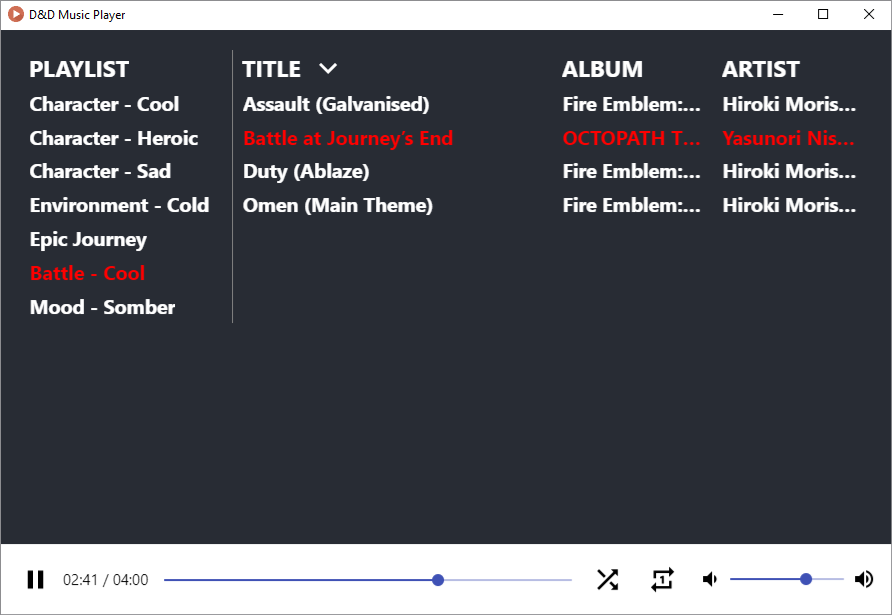 D&D Music Player
PLAYLIST TITLE ALBUM ARTIST
Character - Cool Assault (Galvanised) Fire Emblem:... Hiroki Moris...
Character - Heroic Battle at Journey’s End OCTOPATH T... Yasunori Nis...
Character - Sad Duty (Ablaze) Fire Emblem:... Hiroki Moris...
Environment - Cold Omen (Main Theme) Fire Emblem:... Hiroki Moris...
Epic Journey
Battle - Cool
Mood - Somber
02:41 / 04:00 1